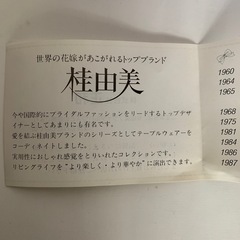 世界の花嫁があこがれるトップブランド
桂由美
今や国際的にブライダルファッションをリードするトップデザ
イナーとしてあまりにも有名です。
愛を結ぶ桂由美ブランドのシリーズとしてテーブルウェアーを
コーディネイトしました。
実用性におしゃれ感覚をとりいれたコレクションです。
リビングライフを"より楽しく・より華やか"に演出できます。
1960
1964
1965
1968
1975
1981
1984
1986
1987